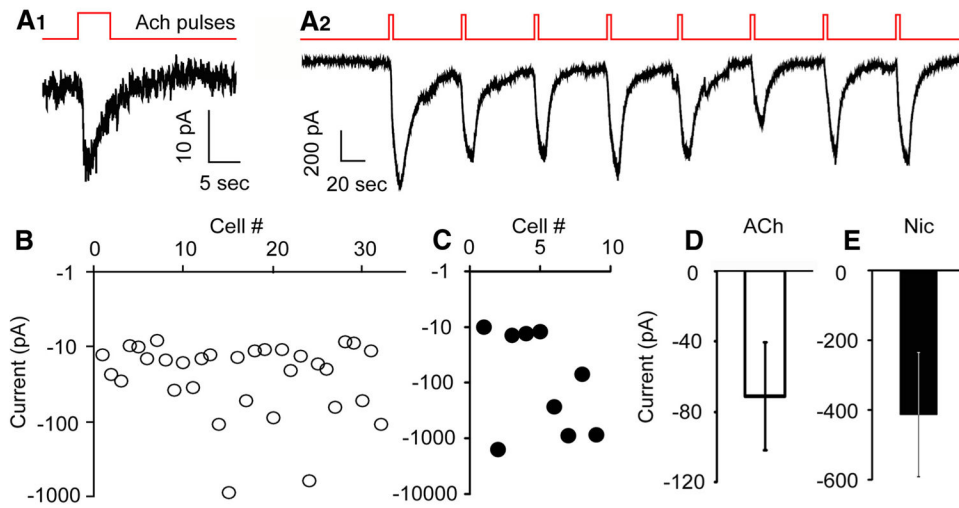 A1
Ach pulses
10 pA
5 sec
A2
200 pA
20 sec
B
Cell #
0 10 20 30
Current (pA)
-1
-10
-100
-1000
C
Cell #
0 5 10
-1
-10
-100
-1000
-10000
D
ACh
Current (pA)
0
-40
-80
-120
E
Nic
0
-200
-400
-600